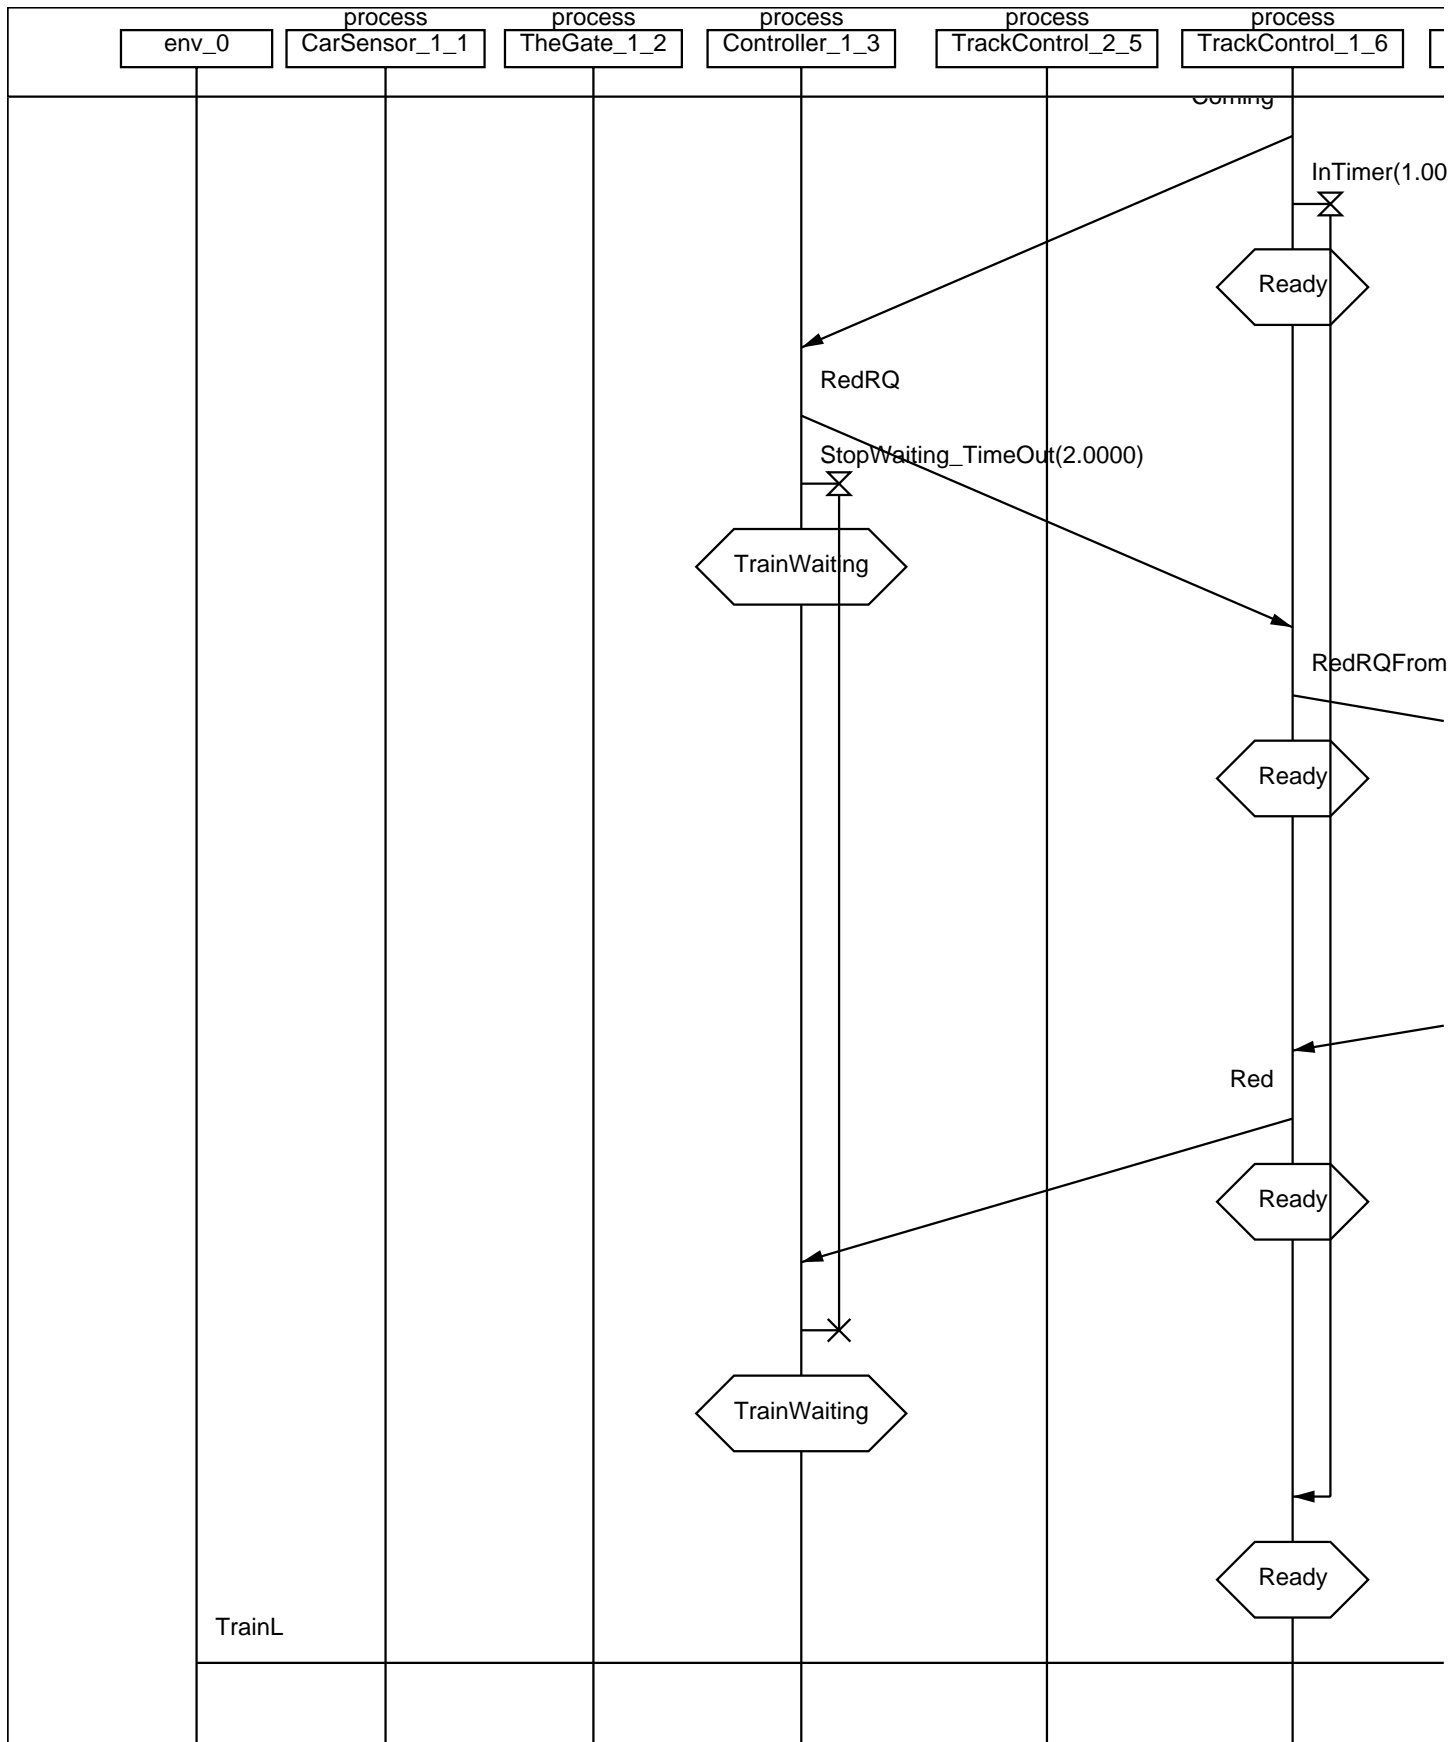 process process process process process
env_0 CarSensor_1_1 TheGate_1_2 Controller_1_3 TrackControl_2_5 TrackControl_1_6
Coming
InTimer(1.00
Ready
RedRQ
StopWaiting_TimeOut(2.0000)
TrainWaiting
RedRQFrom
Ready
Red
Ready
TrainWaiting
Ready
TrainL